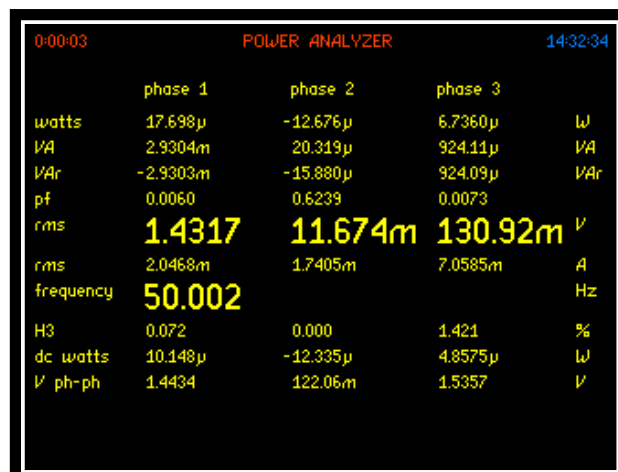 0:00:03 POWER ANALYZER 14:32:34
phase 1 phase 2 phase 3
watts 17.698µ -12.676µ 6.7360µ W
VA 2.9304m 20.319µ 924.11µ VA
VAr -2.9303m -15.880µ 924.09µ VAr
pf 0.0060 0.6239 0.0073
rms 1.4317 11.674m 130.92m V
rms 2.0468m 1.7405m 7.0585m A
frequency 50.002 Hz
H3 0.072 0.000 1.421 %
dc watts 10.148µ -12.335µ 4.8575µ W
V ph-ph 1.4434 122.06m 1.5357 V